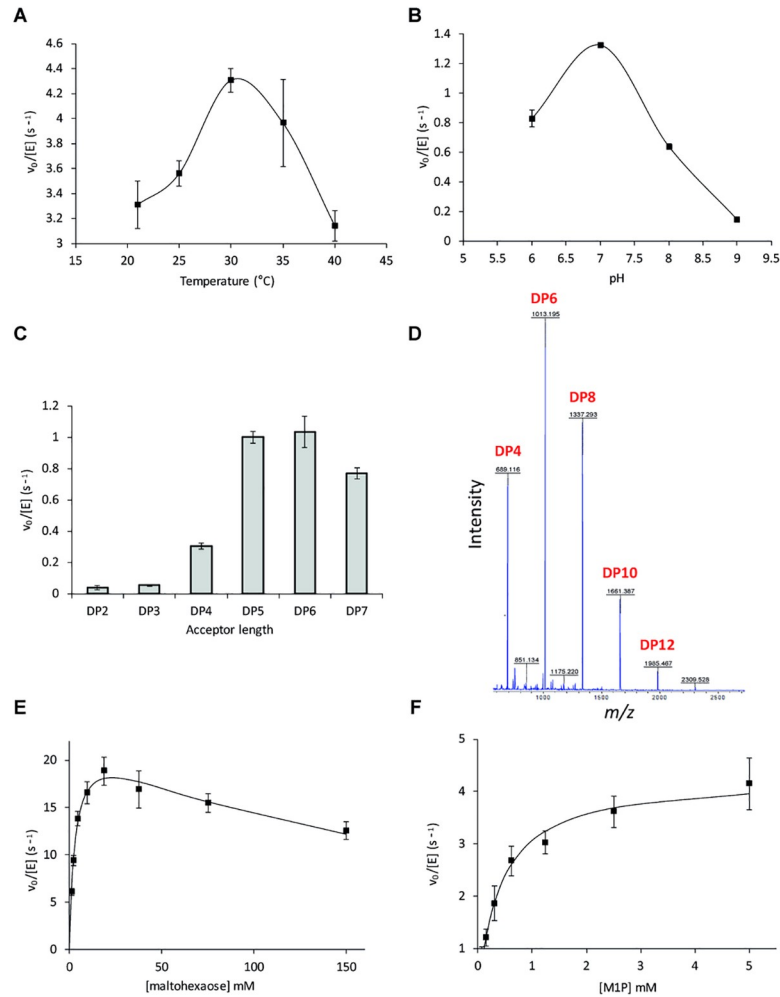 A
v₀/[E] (s⁻¹)
4.6
4.4
4.2
4
3.8
3.6
3.4
3.2
3
15 20 25 30 35 40 45
Temperature (°C)
B
v₀/[E] (s⁻¹)
1.4
1.2
1
0.8
0.6
0.4
0.2
0
5 5.5 6 6.5 7 7.5 8 8.5 9 9.5
pH
C
v₀/[E] (s⁻¹)
1.2
1
0.8
0.6
0.4
0.2
0
DP2 DP3 DP4 DP5 DP6 DP7
Acceptor length
D
Intensity
DP6
1013.195
DP8
1337.293
DP4
689.116
DP10
1661.387
DP12
1985.467
851.134
1175.220
2309.528
1000 1500 2000 2500
m/z
E
v₀/[E] (s⁻¹)
20
15
10
5
0
0 50 100 150
[maltohexaose] mM
F
v₀/[E] (s⁻¹)
5
4
3
2
1
0 1 2 3 4 5
[M1P] mM